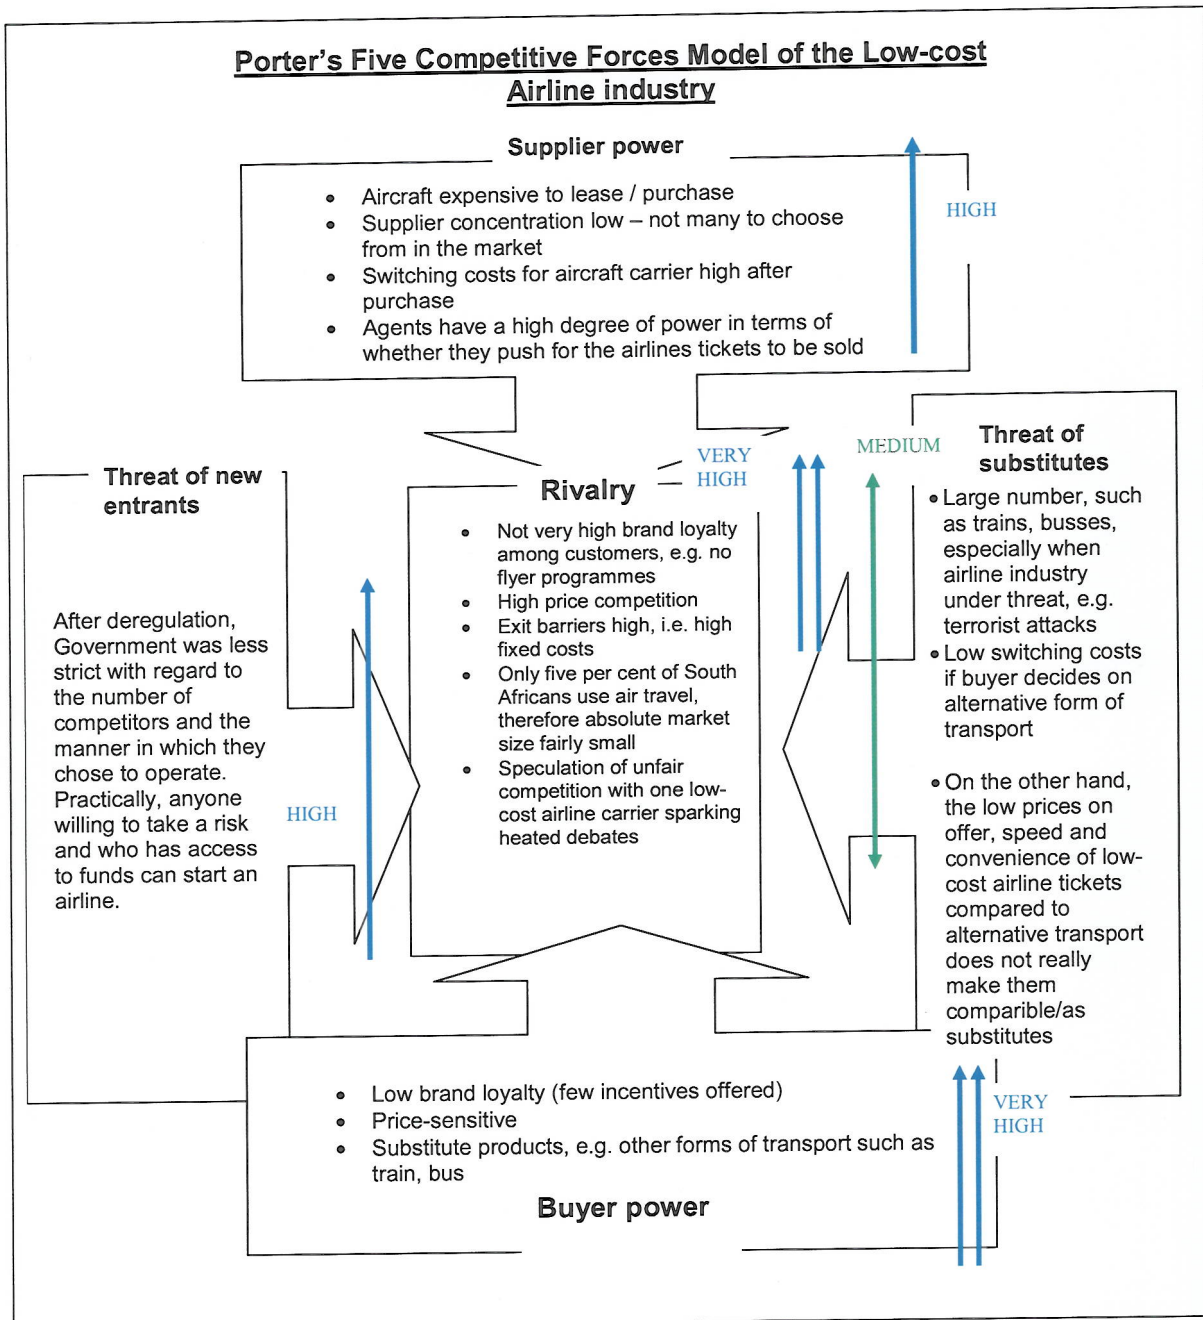 Porter's Five Competitive Forces Model of the Low-cost
Airline industry
Supplier power
• Aircraft expensive to lease / purchase
• Supplier concentration low – not many to choose
from in the market
• Switching costs for aircraft carrier high after
purchase
• Agents have a high degree of power in terms of
whether they push for the airlines tickets to be sold
HIGH
Threat of new
entrants
After deregulation,
Government was less
strict with regard to
the number of
competitors and the
manner in which they
chose to operate.
Practically, anyone
willing to take a risk
and who has access
to funds can start an
airline.
HIGH
Rivalry
VERY
HIGH
• Not very high brand loyalty
among customers, e.g. no
flyer programmes
• High price competition
• Exit barriers high, i.e. high
fixed costs
• Only five per cent of South
Africans use air travel,
therefore absolute market
size fairly small
• Speculation of unfair
competition with one low-
cost airline carrier sparking
heated debates
MEDIUM
Threat of
substitutes
• Large number, such
as trains, busses,
especially when
airline industry
under threat, e.g.
terrorist attacks
• Low switching costs
if buyer decides on
alternative form of
transport
• On the other hand,
the low prices on
offer, speed and
convenience of low-
cost airline tickets
compared to
alternative transport
does not really
make them
comparible/as
substitutes
• Low brand loyalty (few incentives offered)
• Price-sensitive
• Substitute products, e.g. other forms of transport such as
train, bus
Buyer power
VERY
HIGH